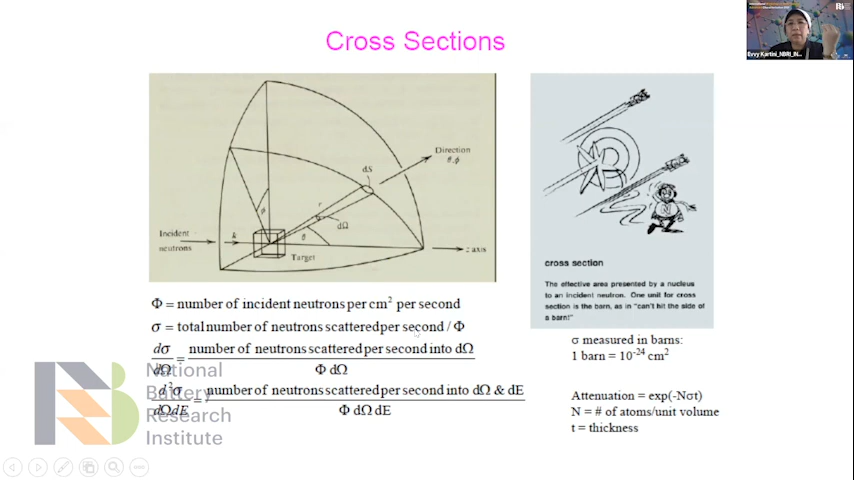 Cross Sections
Evvy Kartini_NBRI_IN...
Direction
θ,φ
dS
r
dΩ
φ
θ
k
Incident
neutrons
Target
z axis
cross section
The effective area presented by a nucleus
to an incident neutron. One unit for cross
section is the barn, as in "can't hit the side of
a barn!"
Φ = number of incident neutrons per cm² per second
σ = total number of neutrons scattered per second / Φ
dσ/dΩ = number of neutrons scattered per second into dΩ / Φ dΩ
d²σ/dΩdE = number of neutrons scattered per second into dΩ & dE / Φ dΩ dE
σ measured in barns:
1 barn = 10⁻²⁴ cm²
Attenuation = exp(-Nσt)
N = # of atoms/unit volume
t = thickness
National
Battery
Research
Institute